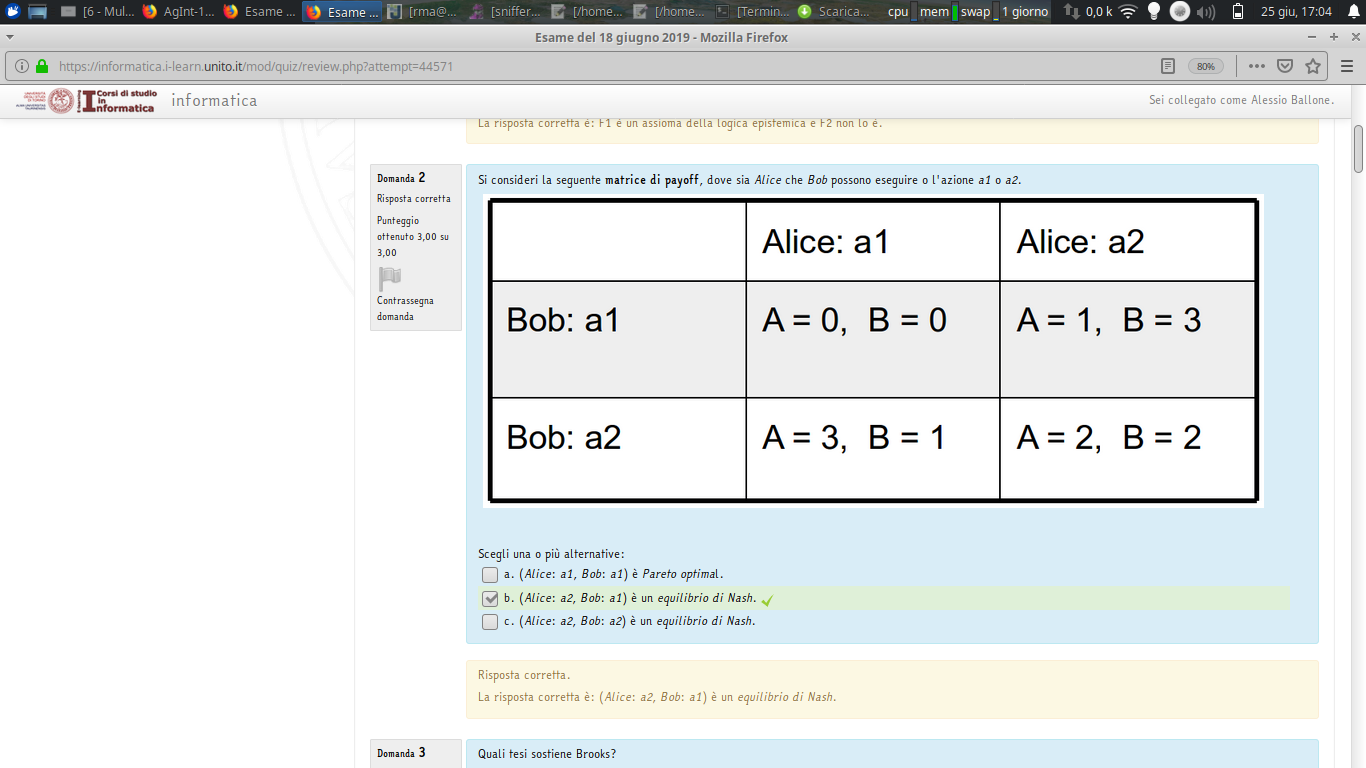 [6 - Mul...
AgInt-1...
Esame ...
Esame ...
[rma@...
[sniffer...
[/home...
[/home...
[Termin...
Scarica...
cpu
mem
swap
1 giorno
0,0 k
25 giu, 17:04
Esame del 18 giugno 2019 - Mozilla Firefox
https://informatica.i-learn.unito.it/mod/quiz/review.php?attempt=44571
80%
Corsi di studio
in
Informatica
informatica
Sei collegato come Alessio Ballone.
La risposta corretta è: F1 è un assioma della logica epistemica e F2 non lo è.
Domanda 2
Risposta corretta
Punteggio
ottenuto 3,00 su
3,00
Contrassegna
domanda
Si consideri la seguente matrice di payoff, dove sia Alice che Bob possono eseguire o l'azione a1 o a2.
Alice: a1
Alice: a2
Bob: a1
A = 0, B = 0
A = 1, B = 3
Bob: a2
A = 3, B = 1
A = 2, B = 2
Scegli una o più alternative:
a. (Alice: a1, Bob: a1) è Pareto optimal.
b. (Alice: a2, Bob: a1) è un equilibrio di Nash.
c. (Alice: a2, Bob: a2) è un equilibrio di Nash.
Risposta corretta.
La risposta corretta è: (Alice: a2, Bob: a1) è un equilibrio di Nash.
Domanda 3
Quali tesi sostiene Brooks?